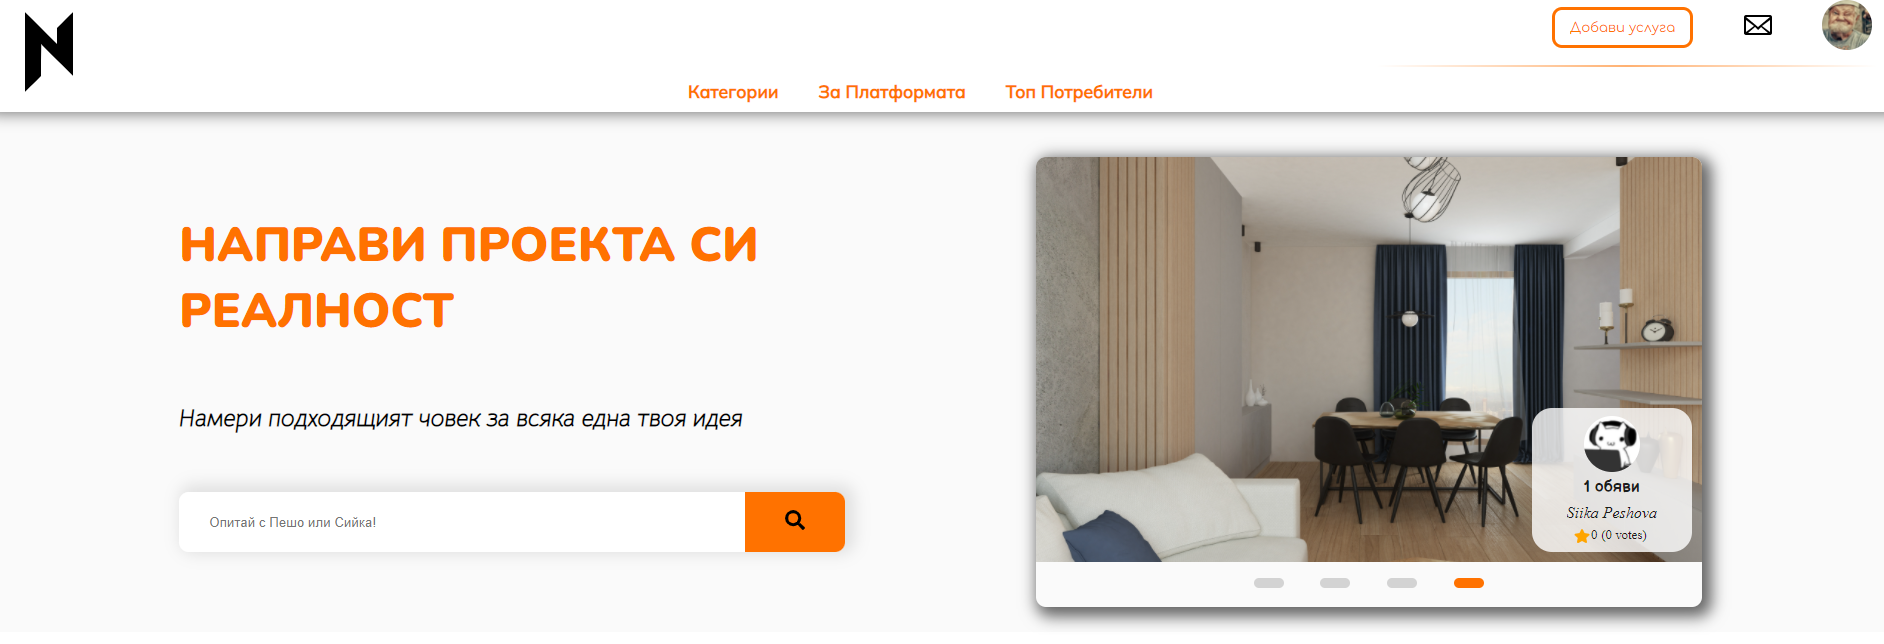 Добави услуга
Категории
За Платформата
Топ Потребители
НАПРАВИ ПРОЕКТА СИ
РЕАЛНОСТ
Намери подходящият човек за всяка една твоя идея
Опитай с Пешо или Сийка!
1 обяви
Siika Peshova
0 (0 votes)